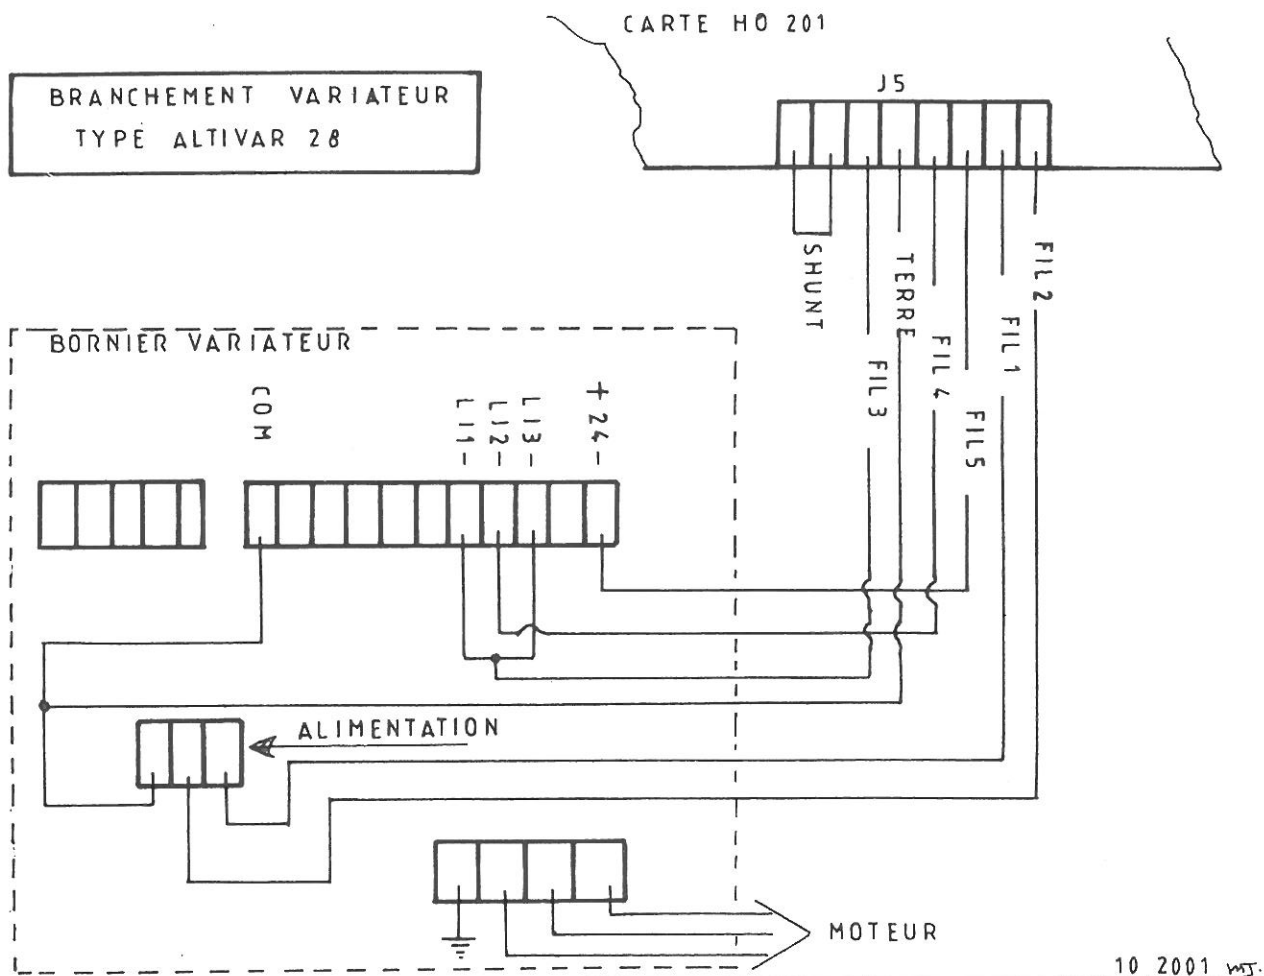 CARTE HO 201
BRANCHEMENT VARIATEUR
TYPE ALTIVAR 28
J5
SHUNT
FIL 3
TERRE
FIL 4
FIL 5
FIL 1
FIL 2
BORNIER VARIATEUR
COM
LI1-
LI2-
LI3-
+24-
ALIMENTATION
MOTEUR
10 2001 MJ.